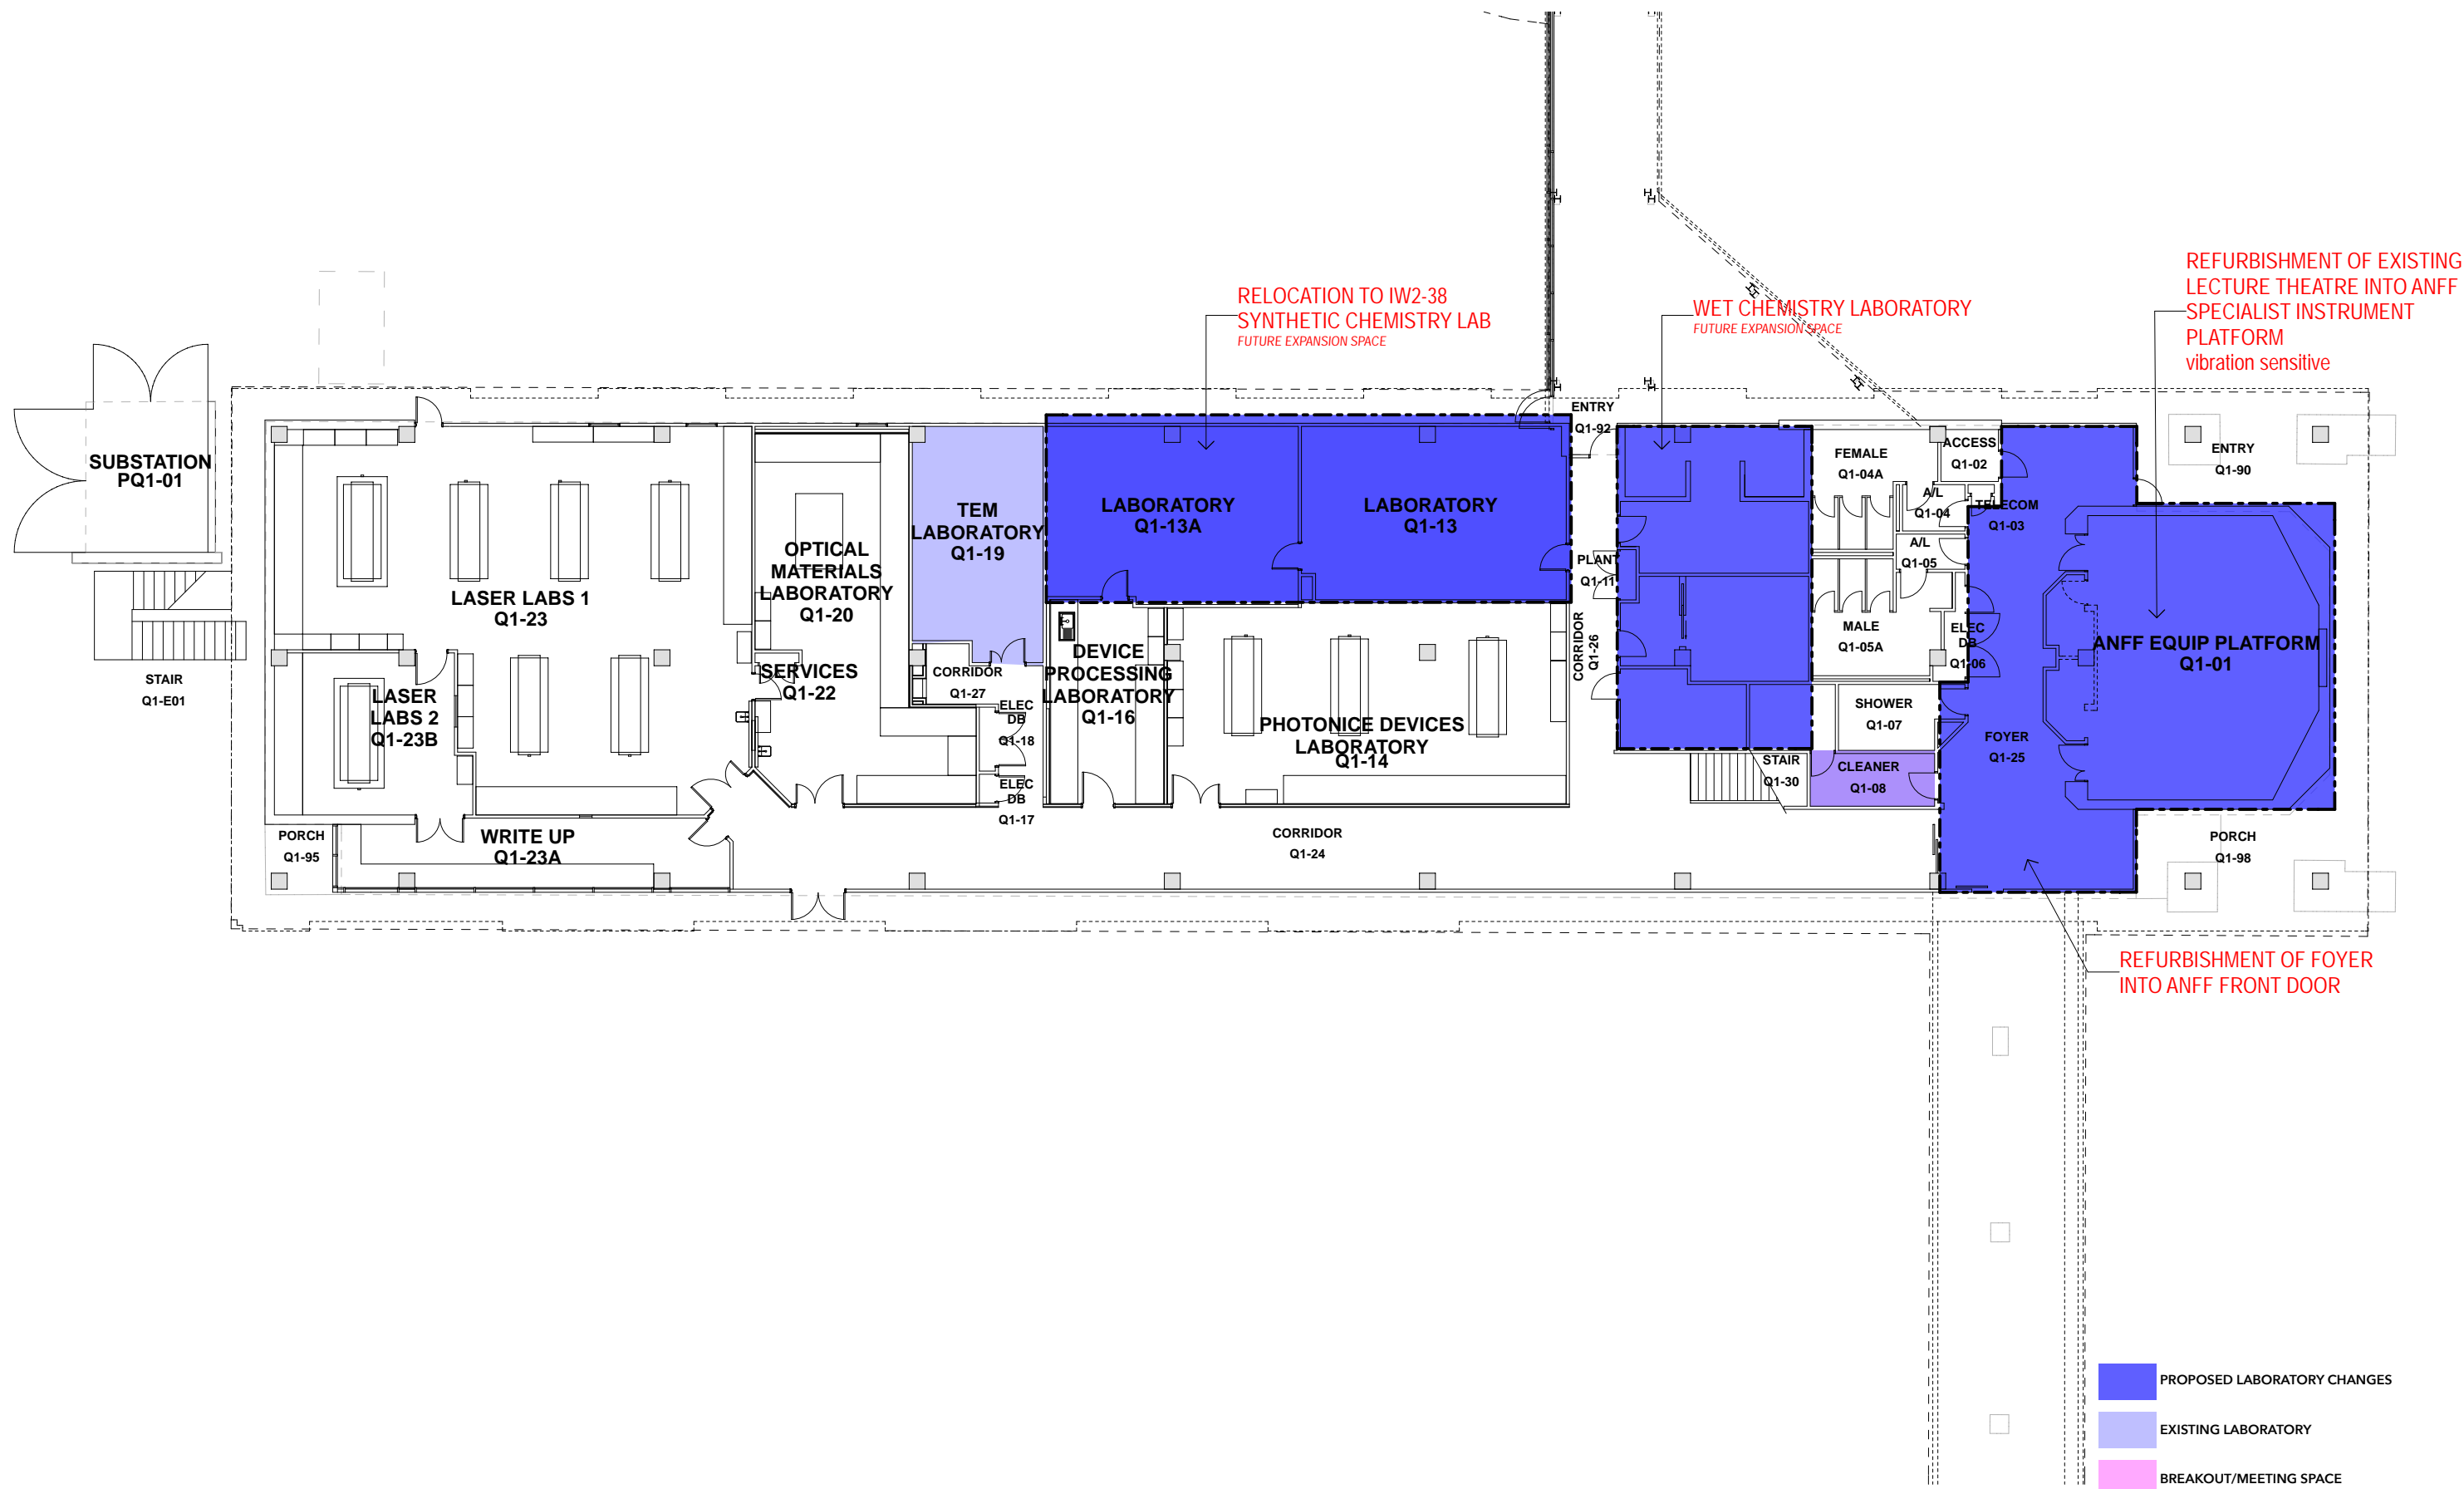 REFURBISHMENT OF EXISTING
LECTURE THEATRE INTO ANFF
SPECIALIST INSTRUMENT
PLATFORM
vibration sensitive
RELOCATION TO IW2-38
SYNTHETIC CHEMISTRY LAB
FUTURE EXPANSION SPACE
WET CHEMISTRY LABORATORY
FUTURE EXPANSION SPACE
SUBSTATION
PQ1-01
STAIR
Q1-E01
LASER LABS 1
Q1-23
LASER
LABS 2
Q1-23B
PORCH
Q1-95
WRITE UP
Q1-23A
OPTICAL
MATERIALS
LABORATORY
Q1-20
SERVICES
Q1-22
TEM
LABORATORY
Q1-19
CORRIDOR
Q1-27
ELEC
DB
Q1-18
ELEC
DB
Q1-17
LABORATORY
Q1-13A
LABORATORY
Q1-13
DEVICE
PROCESSING
LABORATORY
Q1-16
PHOTONICE DEVICES
LABORATORY
Q1-14
CORRIDOR
Q1-24
ENTRY
Q1-92
PLANT
Q1-11
CORRIDOR
Q1-26
FEMALE
Q1-04A
ACCESS
Q1-02
A/L
Q1-04
TELECOM
Q1-03
A/L
Q1-05
MALE
Q1-05A
ELEC
DB
Q1-06
SHOWER
Q1-07
STAIR
Q1-30
CLEANER
Q1-08
FOYER
Q1-25
ENTRY
Q1-90
ANFF EQUIP PLATFORM
Q1-01
PORCH
Q1-98
REFURBISHMENT OF FOYER
INTO ANFF FRONT DOOR
PROPOSED LABORATORY CHANGES
EXISTING LABORATORY
BREAKOUT/MEETING SPACE